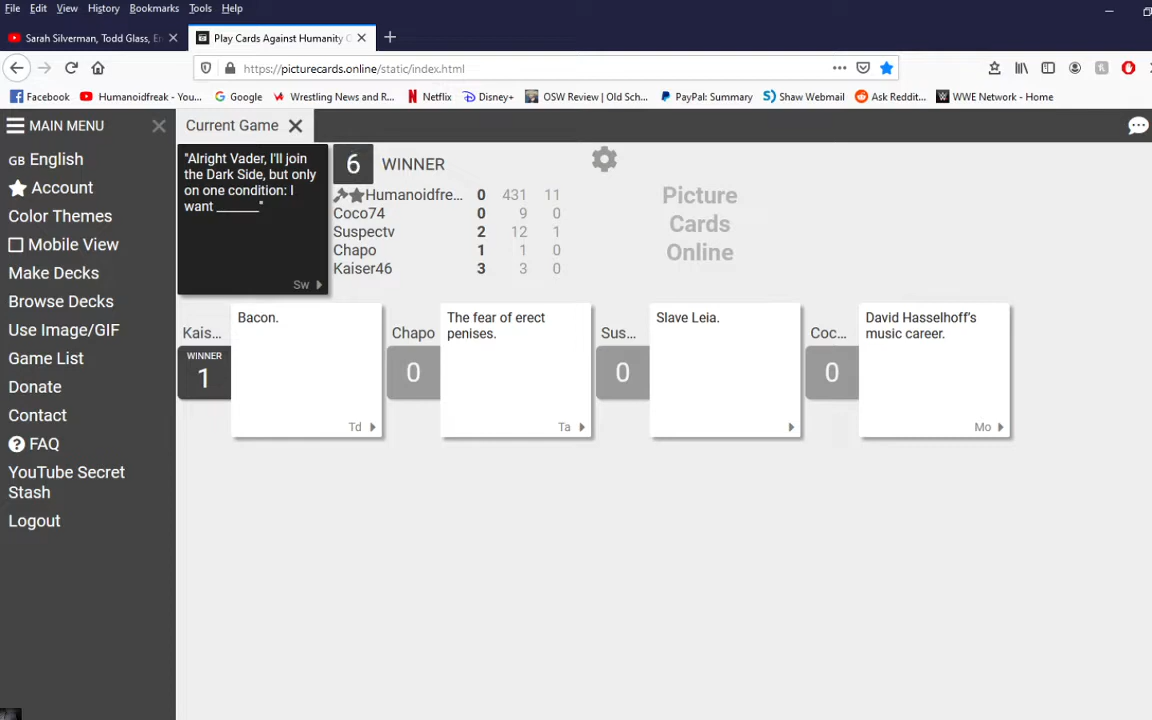 File Edit View History Bookmarks Tools Help
Sarah Silverman, Todd Glass, E
Play Cards Against Humanity
https://picturecards.online/static/index.html
Facebook Humanoidfreak - You... Google Wrestling News and R... Netflix Disney+ OSW Review | Old Sch... PayPal: Summary Shaw Webmail Ask Reddit... WWE Network - Home
MAIN MENU
Current Game
GB English
Account
Color Themes
Mobile View
Make Decks
Browse Decks
Use Image/GIF
Game List
Donate
Contact
FAQ
YouTube Secret
Stash
Logout
"Alright Vader, I'll join
the Dark Side, but only
on one condition: I
want _______"
Sw
6 WINNER
Humanoidfre... 0 431 11
Coco74 0 9 0
Suspectv 2 12 1
Chapo 1 1 0
Kaiser46 3 3 0
Picture
Cards
Online
Kais...
WINNER
1
Bacon.
Td
Chapo
0
The fear of erect
penises.
Ta
Sus...
0
Slave Leia.
Coc...
0
David Hasselhoff's
music career.
Mo